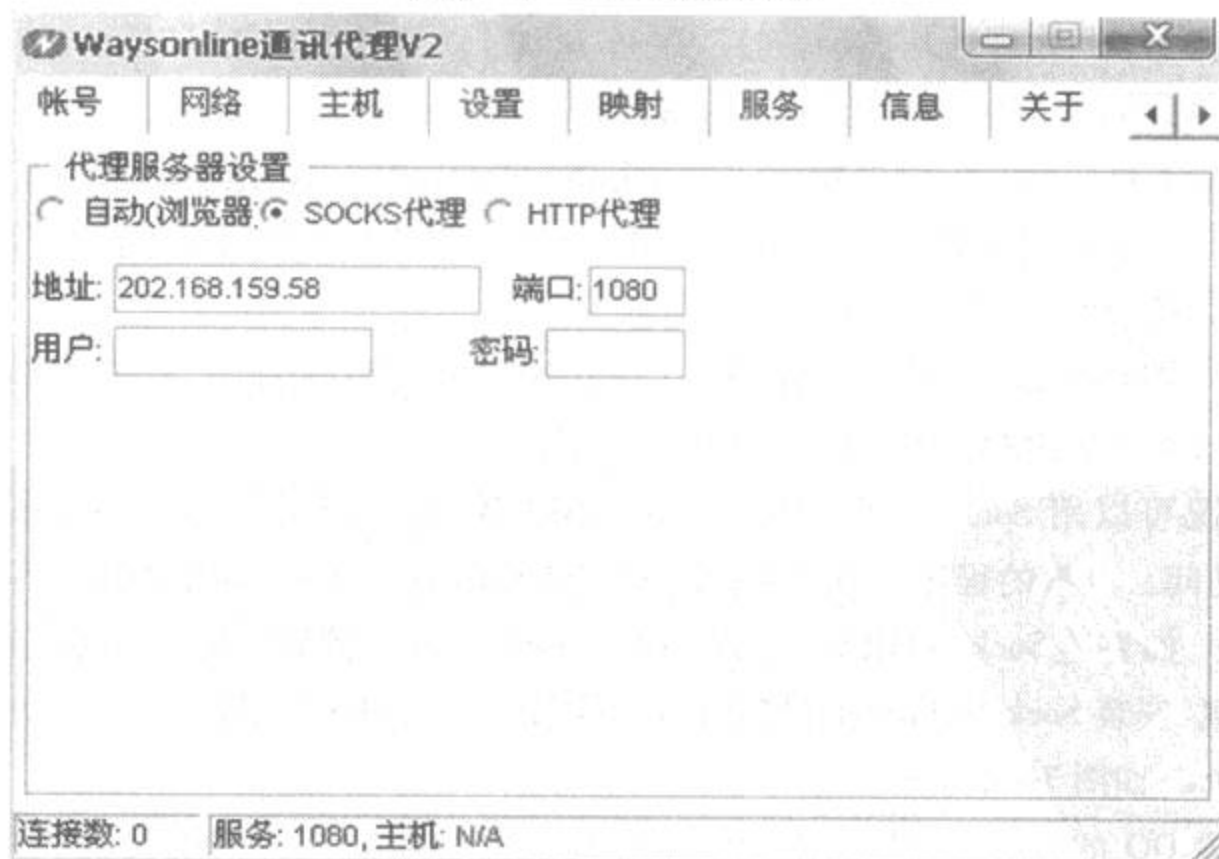 Waysonline通讯代理V2
帐号 网络 主机 设置 映射 服务 信息 关于
代理服务器设置
自动(浏览器 SOCKS代理 HTTP代理
地址: 202.168.159.58 端口: 1080
用户: 密码:
连接数: 0 服务: 1080, 主机: N/A